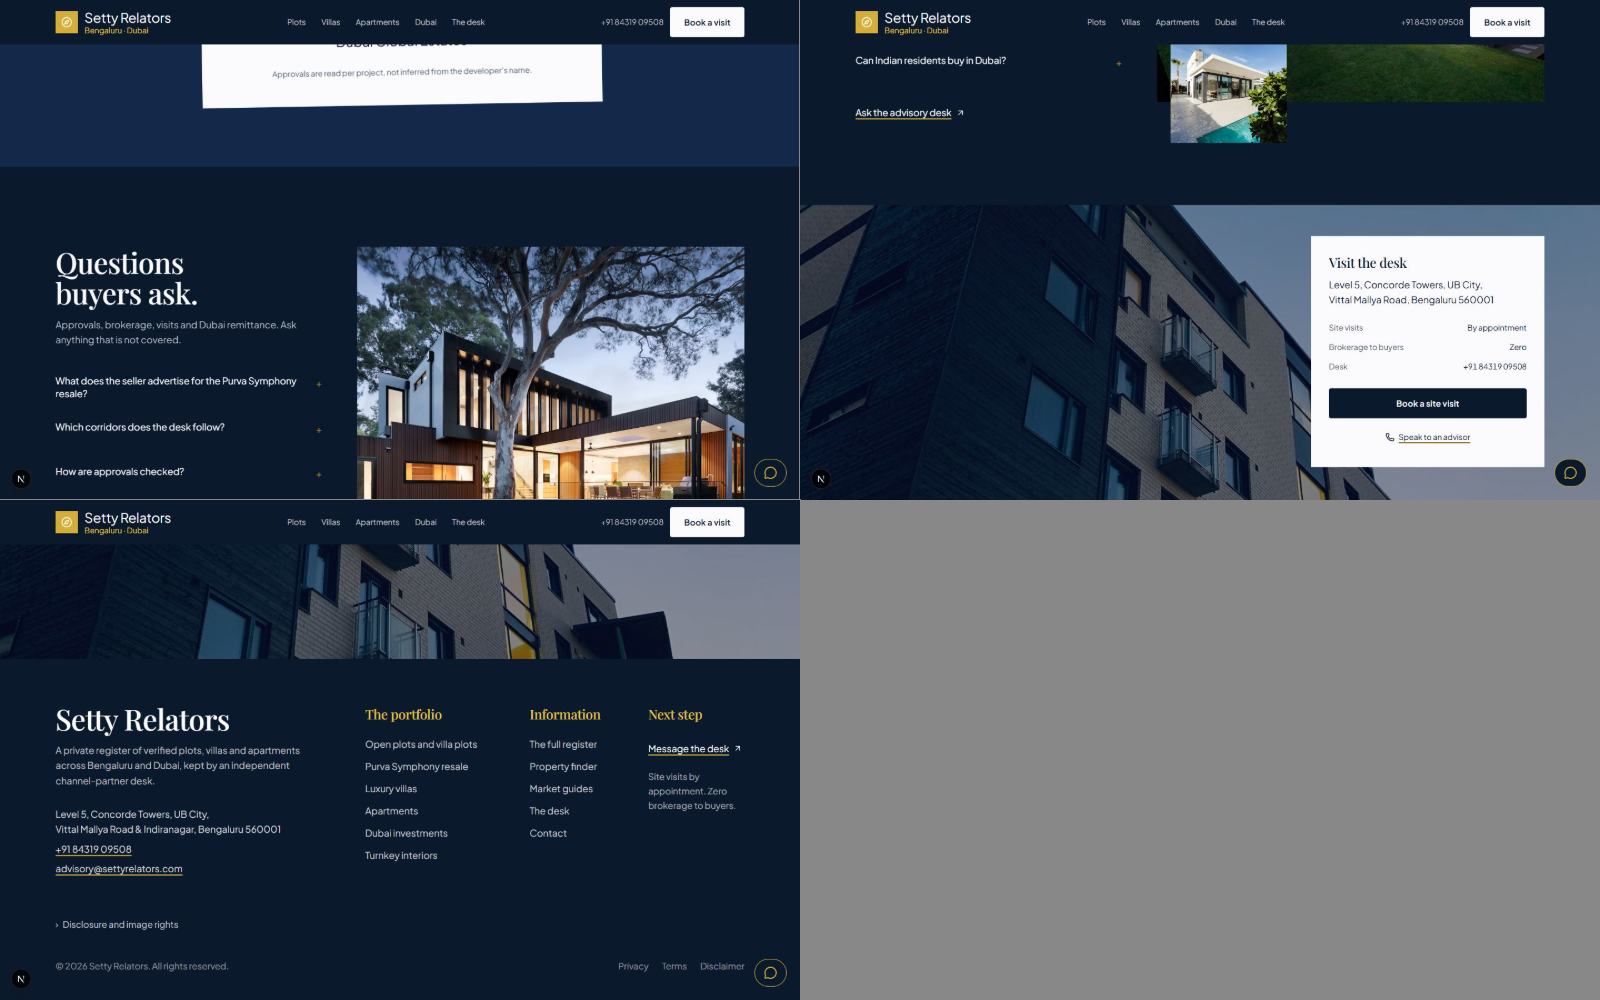 Setty Relators
Bengaluru · Dubai
Plots Villas Apartments Dubai The desk
+91 84319 09508
Book a visit
Dubai Global Estates
Approvals are read per project, not inferred from the developer's name.
Questions
buyers ask.
Approvals, brokerage, visits and Dubai remittance. Ask
anything that is not covered.
What does the seller advertise for the Purva Symphony
resale?
+
Which corridors does the desk follow?
+
How are approvals checked?
+
N
Setty Relators
Bengaluru · Dubai
Plots Villas Apartments Dubai The desk
+91 84319 09508
Book a visit
Can Indian residents buy in Dubai?
+
Ask the advisory desk ↗
Visit the desk
Level 5, Concorde Towers, UB City,
Vittal Mallya Road, Bengaluru 560001
Site visits By appointment
Brokerage to buyers Zero
Desk +91 84319 09508
Book a site visit
Speak to an advisor
N
Setty Relators
Bengaluru · Dubai
Plots Villas Apartments Dubai The desk
+91 84319 09508
Book a visit
Setty Relators
A private register of verified plots, villas and apartments
across Bengaluru and Dubai, kept by an independent
channel-partner desk.
Level 5, Concorde Towers, UB City,
Vittal Mallya Road & Indiranagar, Bengaluru 560001
+91 84319 09508
advisory@settyrelators.com
The portfolio
Open plots and villa plots
Purva Symphony resale
Luxury villas
Apartments
Dubai investments
Turnkey interiors
Information
The full register
Property finder
Market guides
The desk
Contact
Next step
Message the desk ↗
Site visits by
appointment. Zero
brokerage to buyers.
› Disclosure and image rights
© 2026 Setty Relators. All rights reserved.
Privacy Terms Disclaimer
N